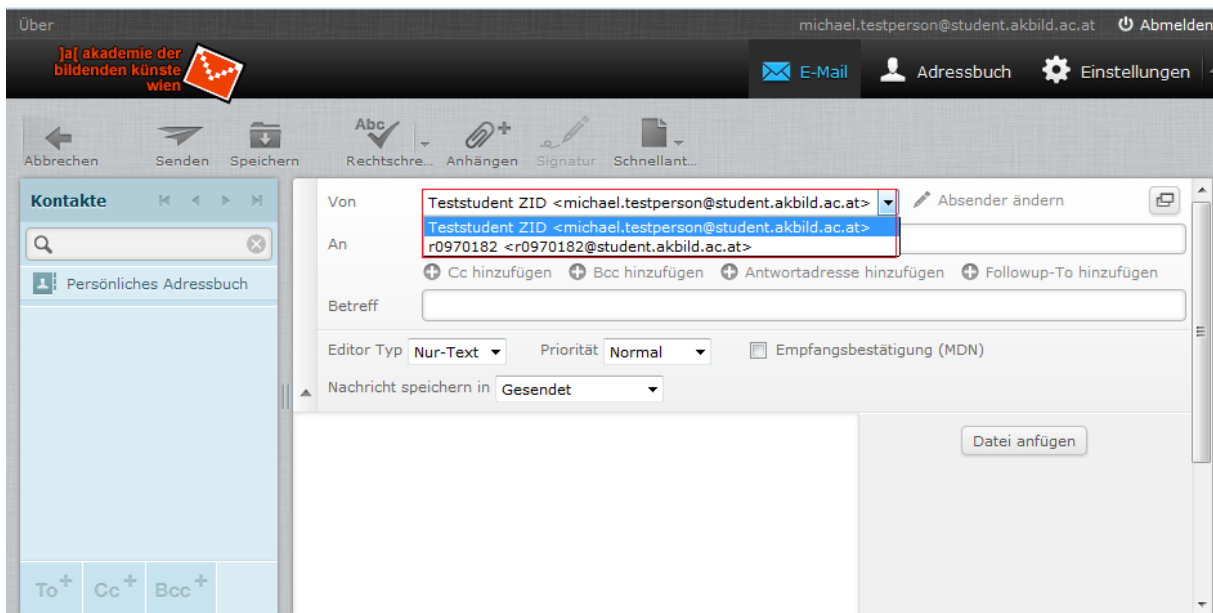 Über michael.testperson@student.akbild.ac.at Abmelden
]a[ akademie der
bildenden künste
wien
E-Mail Adressbuch Einstellungen
Abc
Abbrechen Senden Speichern Rechtschre... Anhängen Signatur Schnellant...
Kontakte
Persönliches Adressbuch
To+ Cc+ Bcc+
Von Teststudent ZID <michael.testperson@student.akbild.ac.at> Absender ändern
Teststudent ZID <michael.testperson@student.akbild.ac.at>
An r0970182 <r0970182@student.akbild.ac.at>
Cc hinzufügen Bcc hinzufügen Antwortadresse hinzufügen Followup-To hinzufügen
Betreff
Editor Typ Nur-Text Priorität Normal Empfangsbestätigung (MDN)
Nachricht speichern in Gesendet
Datei anfügen